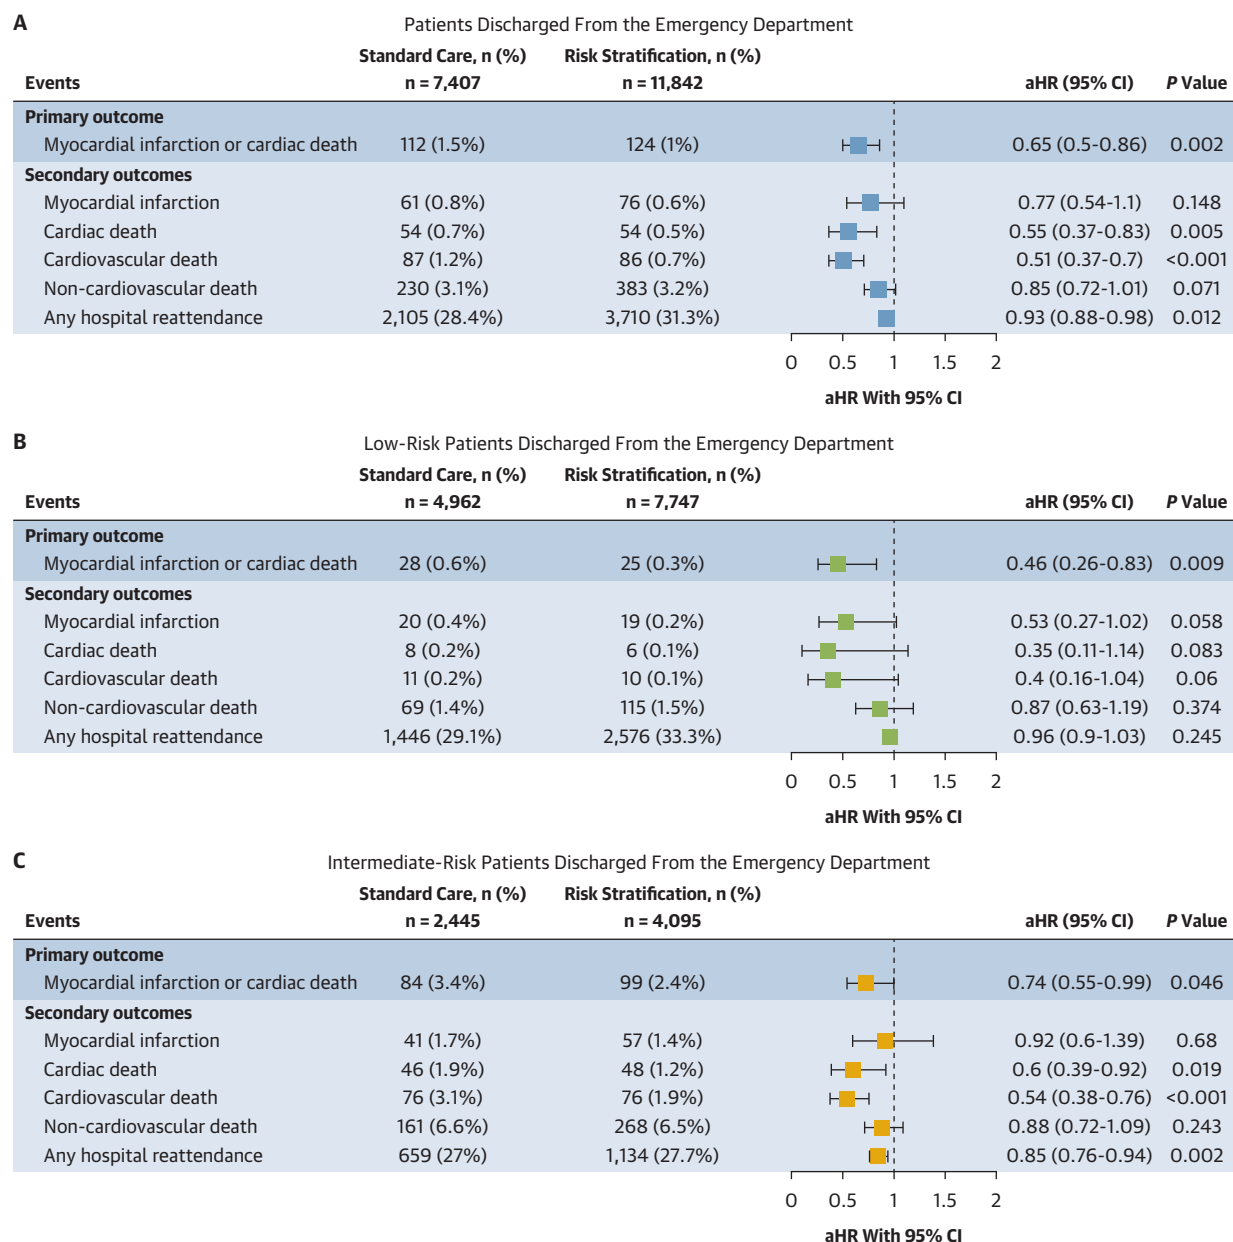 A
Patients Discharged From the Emergency Department
Standard Care, n (%) Risk Stratification, n (%)
Events n = 7,407 n = 11,842 aHR (95% CI) P Value
Primary outcome
Myocardial infarction or cardiac death 112 (1.5%) 124 (1%) 0.65 (0.5-0.86) 0.002
Secondary outcomes
Myocardial infarction 61 (0.8%) 76 (0.6%) 0.77 (0.54-1.1) 0.148
Cardiac death 54 (0.7%) 54 (0.5%) 0.55 (0.37-0.83) 0.005
Cardiovascular death 87 (1.2%) 86 (0.7%) 0.51 (0.37-0.7) <0.001
Non-cardiovascular death 230 (3.1%) 383 (3.2%) 0.85 (0.72-1.01) 0.071
Any hospital reattendance 2,105 (28.4%) 3,710 (31.3%) 0.93 (0.88-0.98) 0.012
0 0.5 1 1.5 2
aHR With 95% CI
B
Low-Risk Patients Discharged From the Emergency Department
Standard Care, n (%) Risk Stratification, n (%)
Events n = 4,962 n = 7,747 aHR (95% CI) P Value
Primary outcome
Myocardial infarction or cardiac death 28 (0.6%) 25 (0.3%) 0.46 (0.26-0.83) 0.009
Secondary outcomes
Myocardial infarction 20 (0.4%) 19 (0.2%) 0.53 (0.27-1.02) 0.058
Cardiac death 8 (0.2%) 6 (0.1%) 0.35 (0.11-1.14) 0.083
Cardiovascular death 11 (0.2%) 10 (0.1%) 0.4 (0.16-1.04) 0.06
Non-cardiovascular death 69 (1.4%) 115 (1.5%) 0.87 (0.63-1.19) 0.374
Any hospital reattendance 1,446 (29.1%) 2,576 (33.3%) 0.96 (0.9-1.03) 0.245
0 0.5 1 1.5 2
aHR With 95% CI
C
Intermediate-Risk Patients Discharged From the Emergency Department
Standard Care, n (%) Risk Stratification, n (%)
Events n = 2,445 n = 4,095 aHR (95% CI) P Value
Primary outcome
Myocardial infarction or cardiac death 84 (3.4%) 99 (2.4%) 0.74 (0.55-0.99) 0.046
Secondary outcomes
Myocardial infarction 41 (1.7%) 57 (1.4%) 0.92 (0.6-1.39) 0.68
Cardiac death 46 (1.9%) 48 (1.2%) 0.6 (0.39-0.92) 0.019
Cardiovascular death 76 (3.1%) 76 (1.9%) 0.54 (0.38-0.76) <0.001
Non-cardiovascular death 161 (6.6%) 268 (6.5%) 0.88 (0.72-1.09) 0.243
Any hospital reattendance 659 (27%) 1,134 (27.7%) 0.85 (0.76-0.94) 0.002
0 0.5 1 1.5 2
aHR With 95% CI